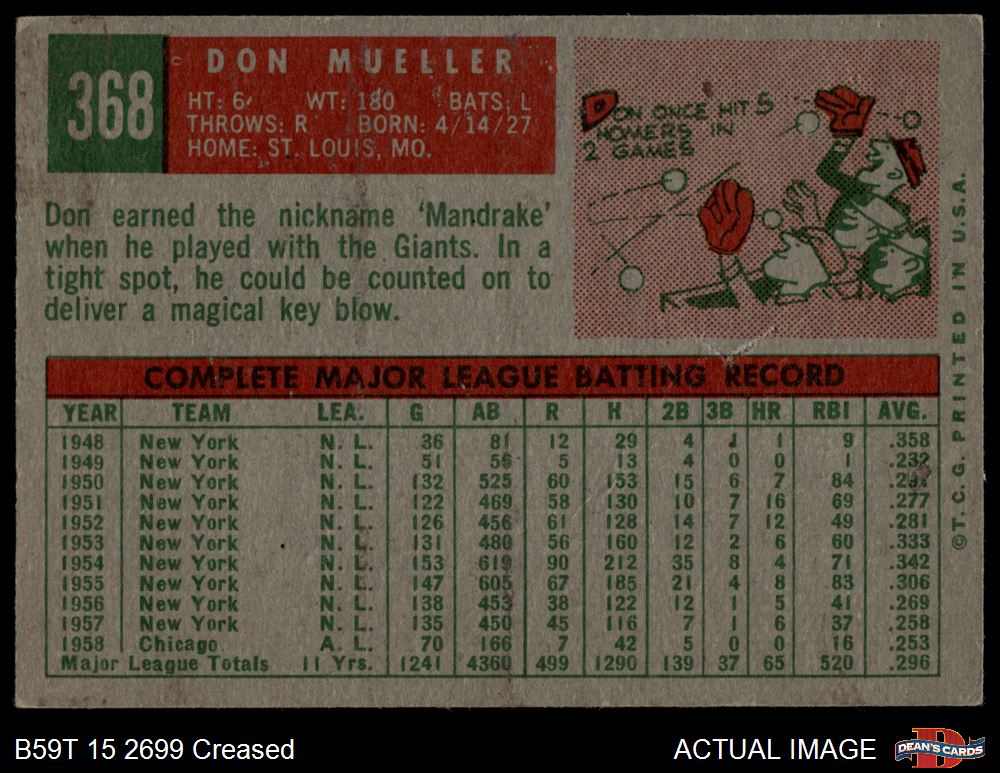 368
DON MUELLER
HT: 6' WT: 180 BATS: L
THROWS: R BORN: 4/14/27
HOME: ST. LOUIS, MO.
DON ONCE HIT 5
HOMERS IN
2 GAMES
Don earned the nickname 'Mandrake'
when he played with the Giants. In a
tight spot, he could be counted on to
deliver a magical key blow.
COMPLETE MAJOR LEAGUE BATTING RECORD
YEAR TEAM LEA. G AB R H 2B 3B HR RBI AVG.
1948 New York N. L. 36 81 12 29 4 1 1 9 .358
1949 New York N. L. 51 56 5 13 4 0 0 1 .232
1950 New York N. L. 132 525 60 153 15 6 7 84
1951 New York N. L. 122 469 58 130 10 7 16 69 .277
1952 New York N. L. 126 456 61 128 14 7 12 49 .281
1953 New York N. L. 131 480 56 160 12 2 6 60 .333
1954 New York N. L. 153 619 90 212 35 8 4 71 .342
1955 New York N. L. 147 605 67 185 21 4 8 83 .306
1956 New York N. L. 138 453 38 122 12 1 5 41 .269
1957 New York N. L. 135 450 45 116 7 1 6 37 .258
1958 Chicago A. L. 70 166 7 42 5 0 0 16 .253
Major League Totals 11 Yrs. 1241 4360 499 1290 139 37 65 520 .296
©T. C. G. PRINTED IN U.S.A.
B59T 15 2699 Creased
ACTUAL IMAGE
DEAN'S CARDS